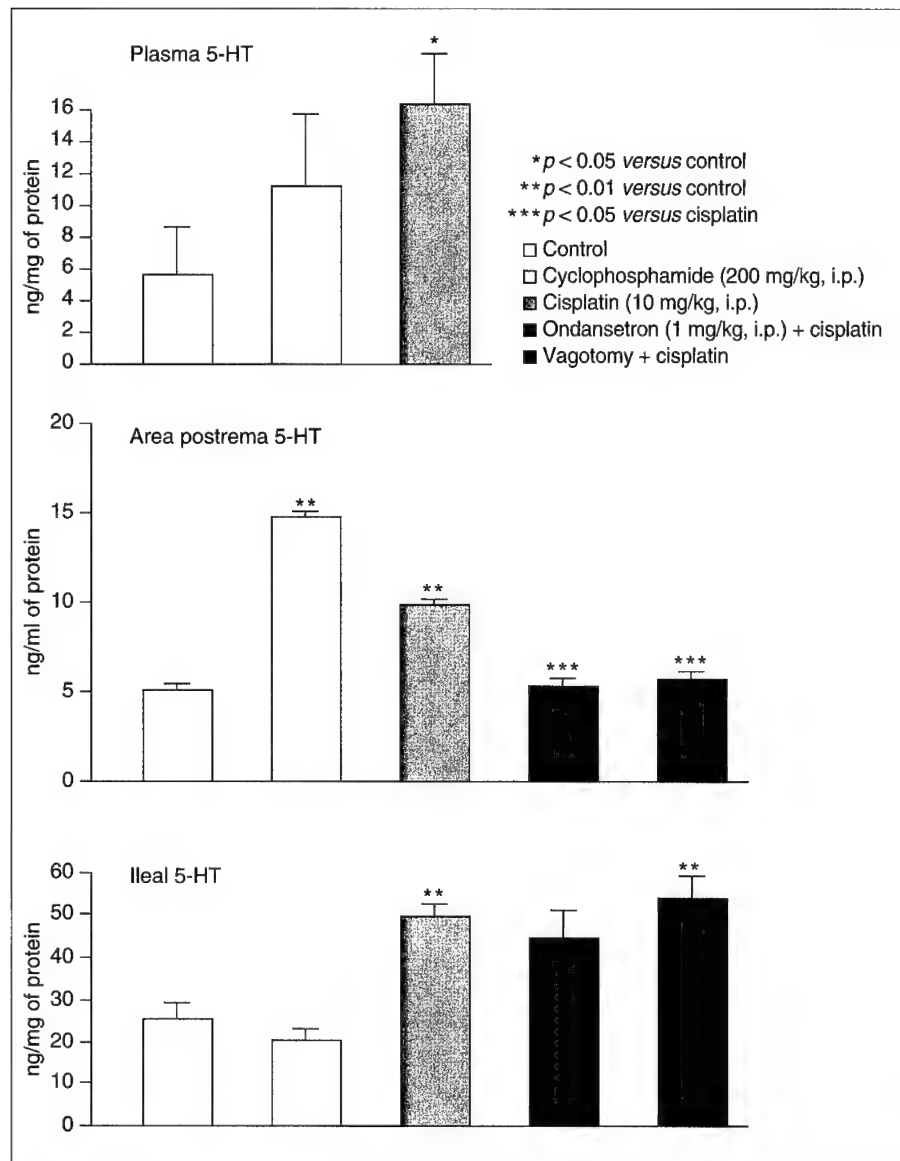 Plasma 5-HT
*
16
14
12
10
8
6
4
2
0
ng/mg of protein
*p < 0.05 versus control
**p < 0.01 versus control
***p < 0.05 versus cisplatin
Control
Cyclophosphamide (200 mg/kg, i.p.)
Cisplatin (10 mg/kg, i.p.)
Ondansetron (1 mg/kg, i.p.) + cisplatin
Vagotomy + cisplatin
Area postrema 5-HT
20
15
10
5
0
ng/ml of protein
**
**
***
***
Ileal 5-HT
60
50
40
30
20
10
0
ng/mg of protein
**
**